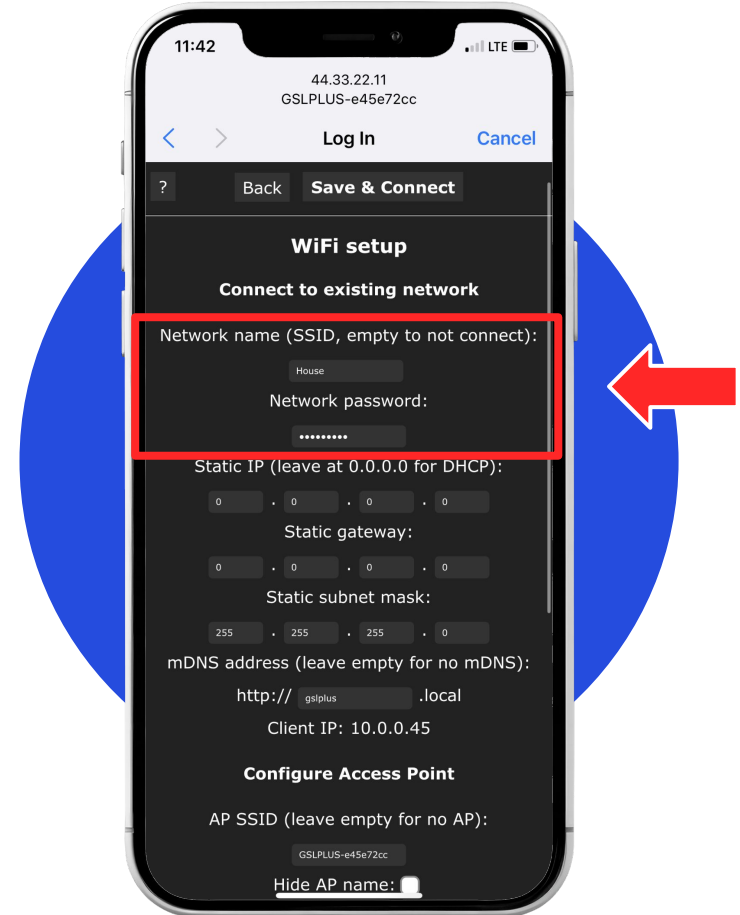 11:42
LTE
44.33.22.11
GSLPLUS-e45e72cc
Log In
Cancel
?
Back
Save & Connect
WiFi setup
Connect to existing network
Network name (SSID, empty to not connect):
House
Network password:
•••••••••
Static IP (leave at 0.0.0.0 for DHCP):
0 . 0 . 0 . 0
Static gateway:
0 . 0 . 0 . 0
Static subnet mask:
255 . 255 . 255 . 0
mDNS address (leave empty for no mDNS):
http:// gslplus .local
Client IP: 10.0.0.45
Configure Access Point
AP SSID (leave empty for no AP):
GSLPLUS-e45e72cc
Hide AP name: